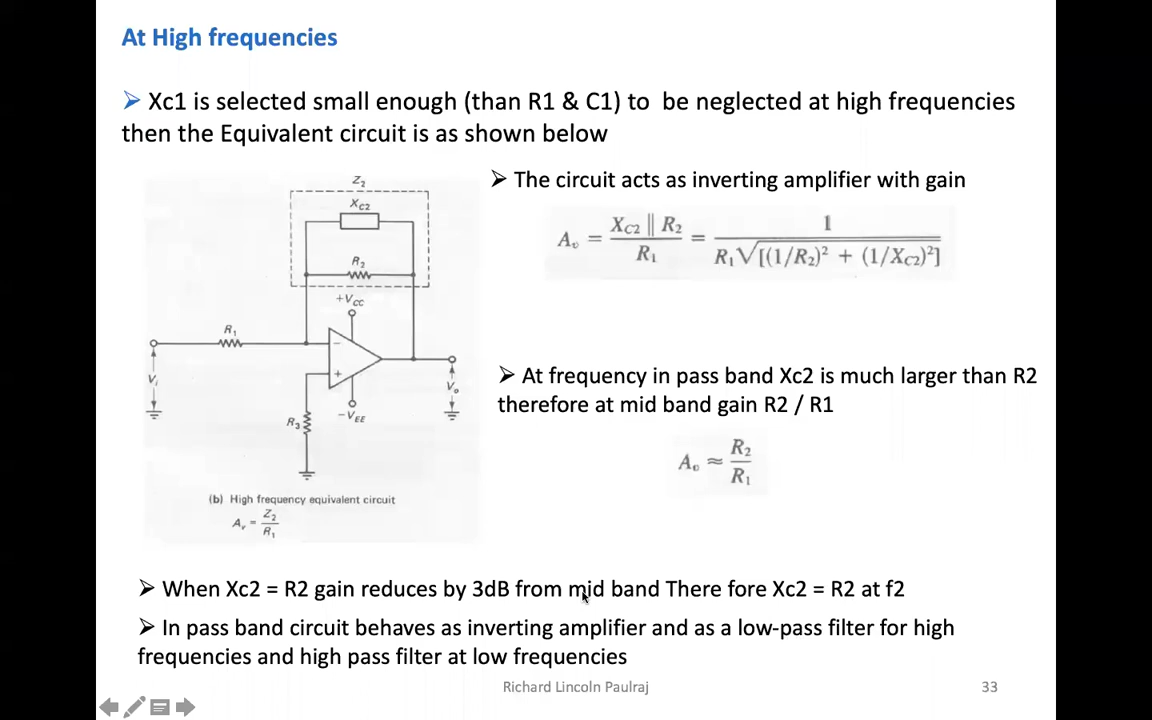 At High frequencies
➢ Xc1 is selected small enough (than R1 & C1) to be neglected at high frequencies
then the Equivalent circuit is as shown below
➢ The circuit acts as inverting amplifier with gain
Aᵥ = XC2 || R2 / R1 = 1 / R1√[(1/R2)² + (1/XC2)²]
Z2
XC2
R2
+VCC
R1
−
+
Vi
Vo
R3
−VEE
(b) High frequency equivalent circuit
Av = Z2 / R1
➢ At frequency in pass band Xc2 is much larger than R2
therefore at mid band gain R2 / R1
Aᵥ ≈ R2 / R1
➢ When Xc2 = R2 gain reduces by 3dB from mid band There fore Xc2 = R2 at f2
➢ In pass band circuit behaves as inverting amplifier and as a low-pass filter for high
frequencies and high pass filter at low frequencies
Richard Lincoln Paulraj
33